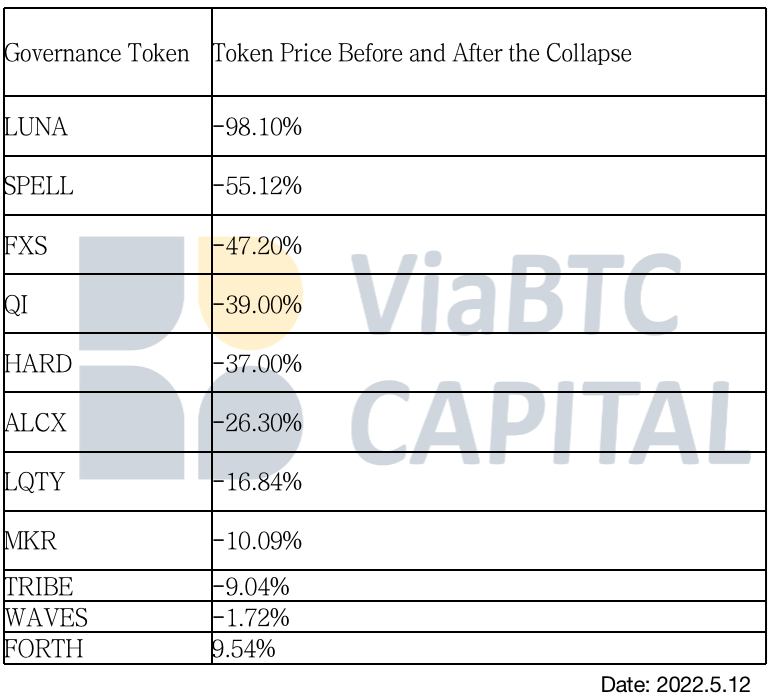 Governance Token Token Price Before and After the Collapse
LUNA -98.10%
SPELL -55.12%
FXS -47.20%
QI -39.00%
HARD -37.00%
ALCX -26.30%
LQTY -16.84%
MKR -10.09%
TRIBE -9.04%
WAVES -1.72%
FORTH 9.54%
ViaBTC
CAPITAL
Date: 2022.5.12